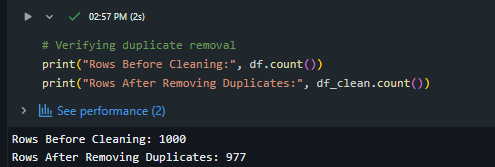 02:57 PM (2s)
# Verifying duplicate removal
print("Rows Before Cleaning:", df.count())
print("Rows After Removing Duplicates:", df_clean.count())
See performance (2)
Rows Before Cleaning: 1000
Rows After Removing Duplicates: 977